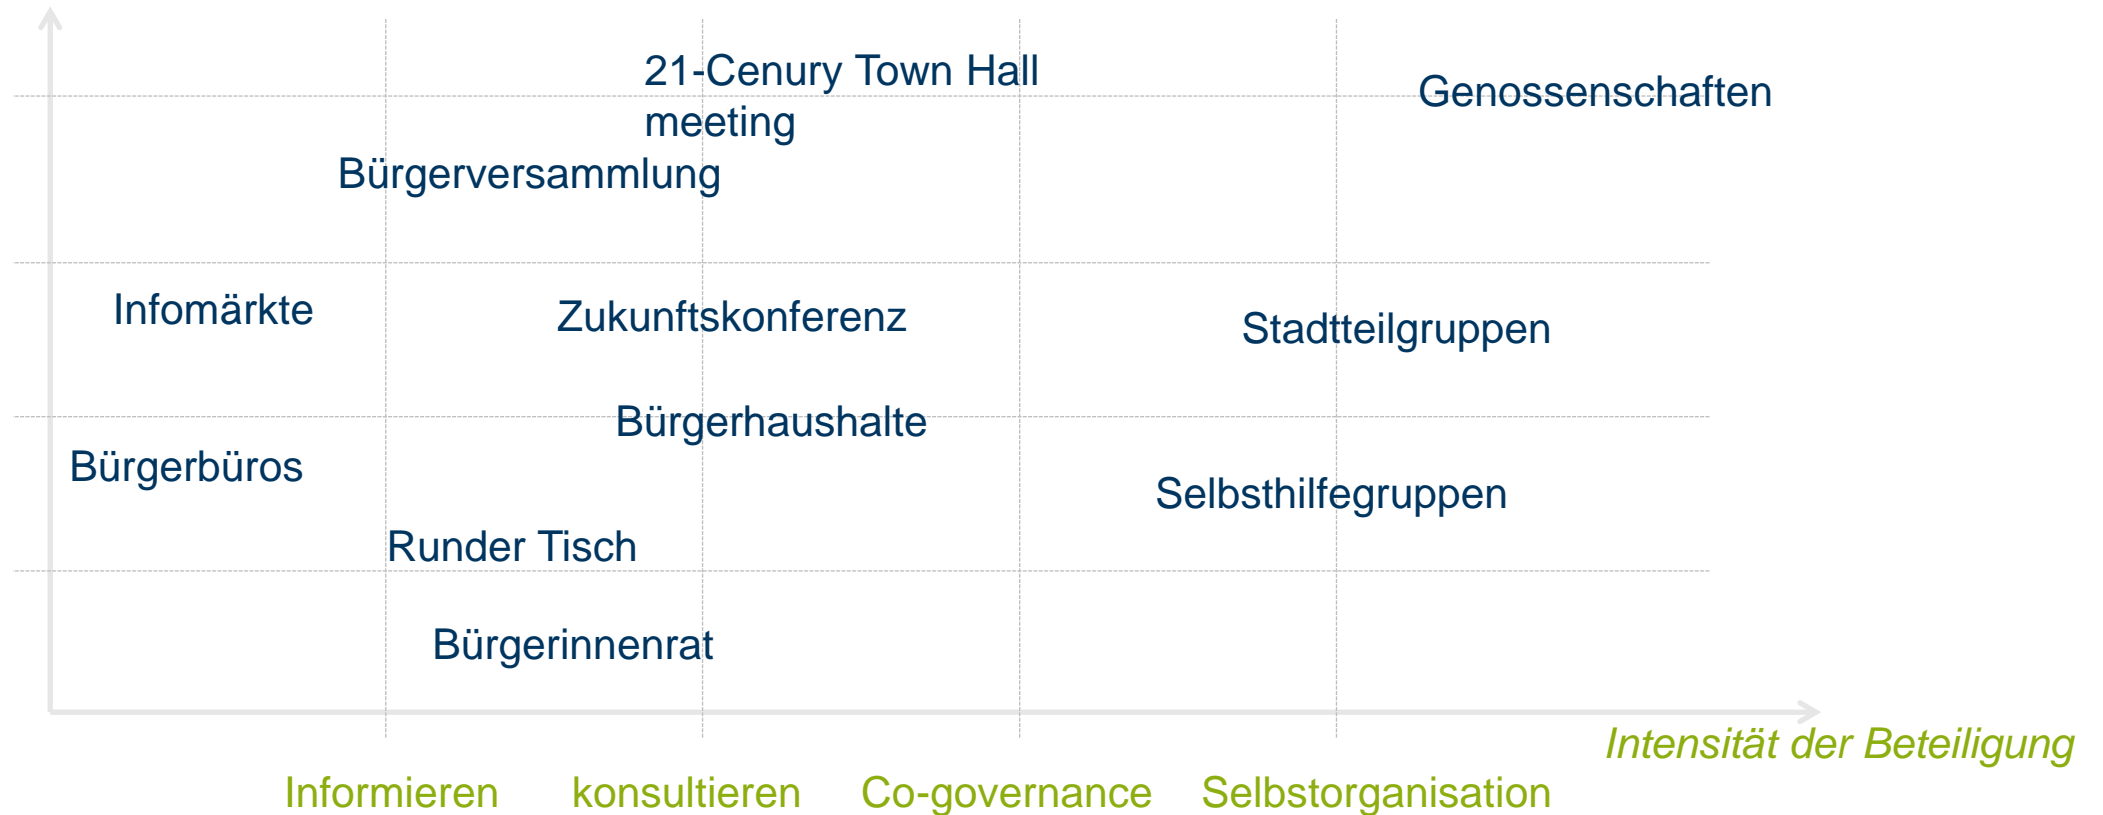 21-Cenury Town Hall
meeting
Genossenschaften
Bürgerversammlung
Infomärkte
Zukunftskonferenz
Stadtteilgruppen
Bürgerhaushalte
Bürgerbüros
Selbsthilfegruppen
Runder Tisch
Bürgerinnenrat
Intensität der Beteiligung
Informieren
konsultieren
Co-governance
Selbstorganisation